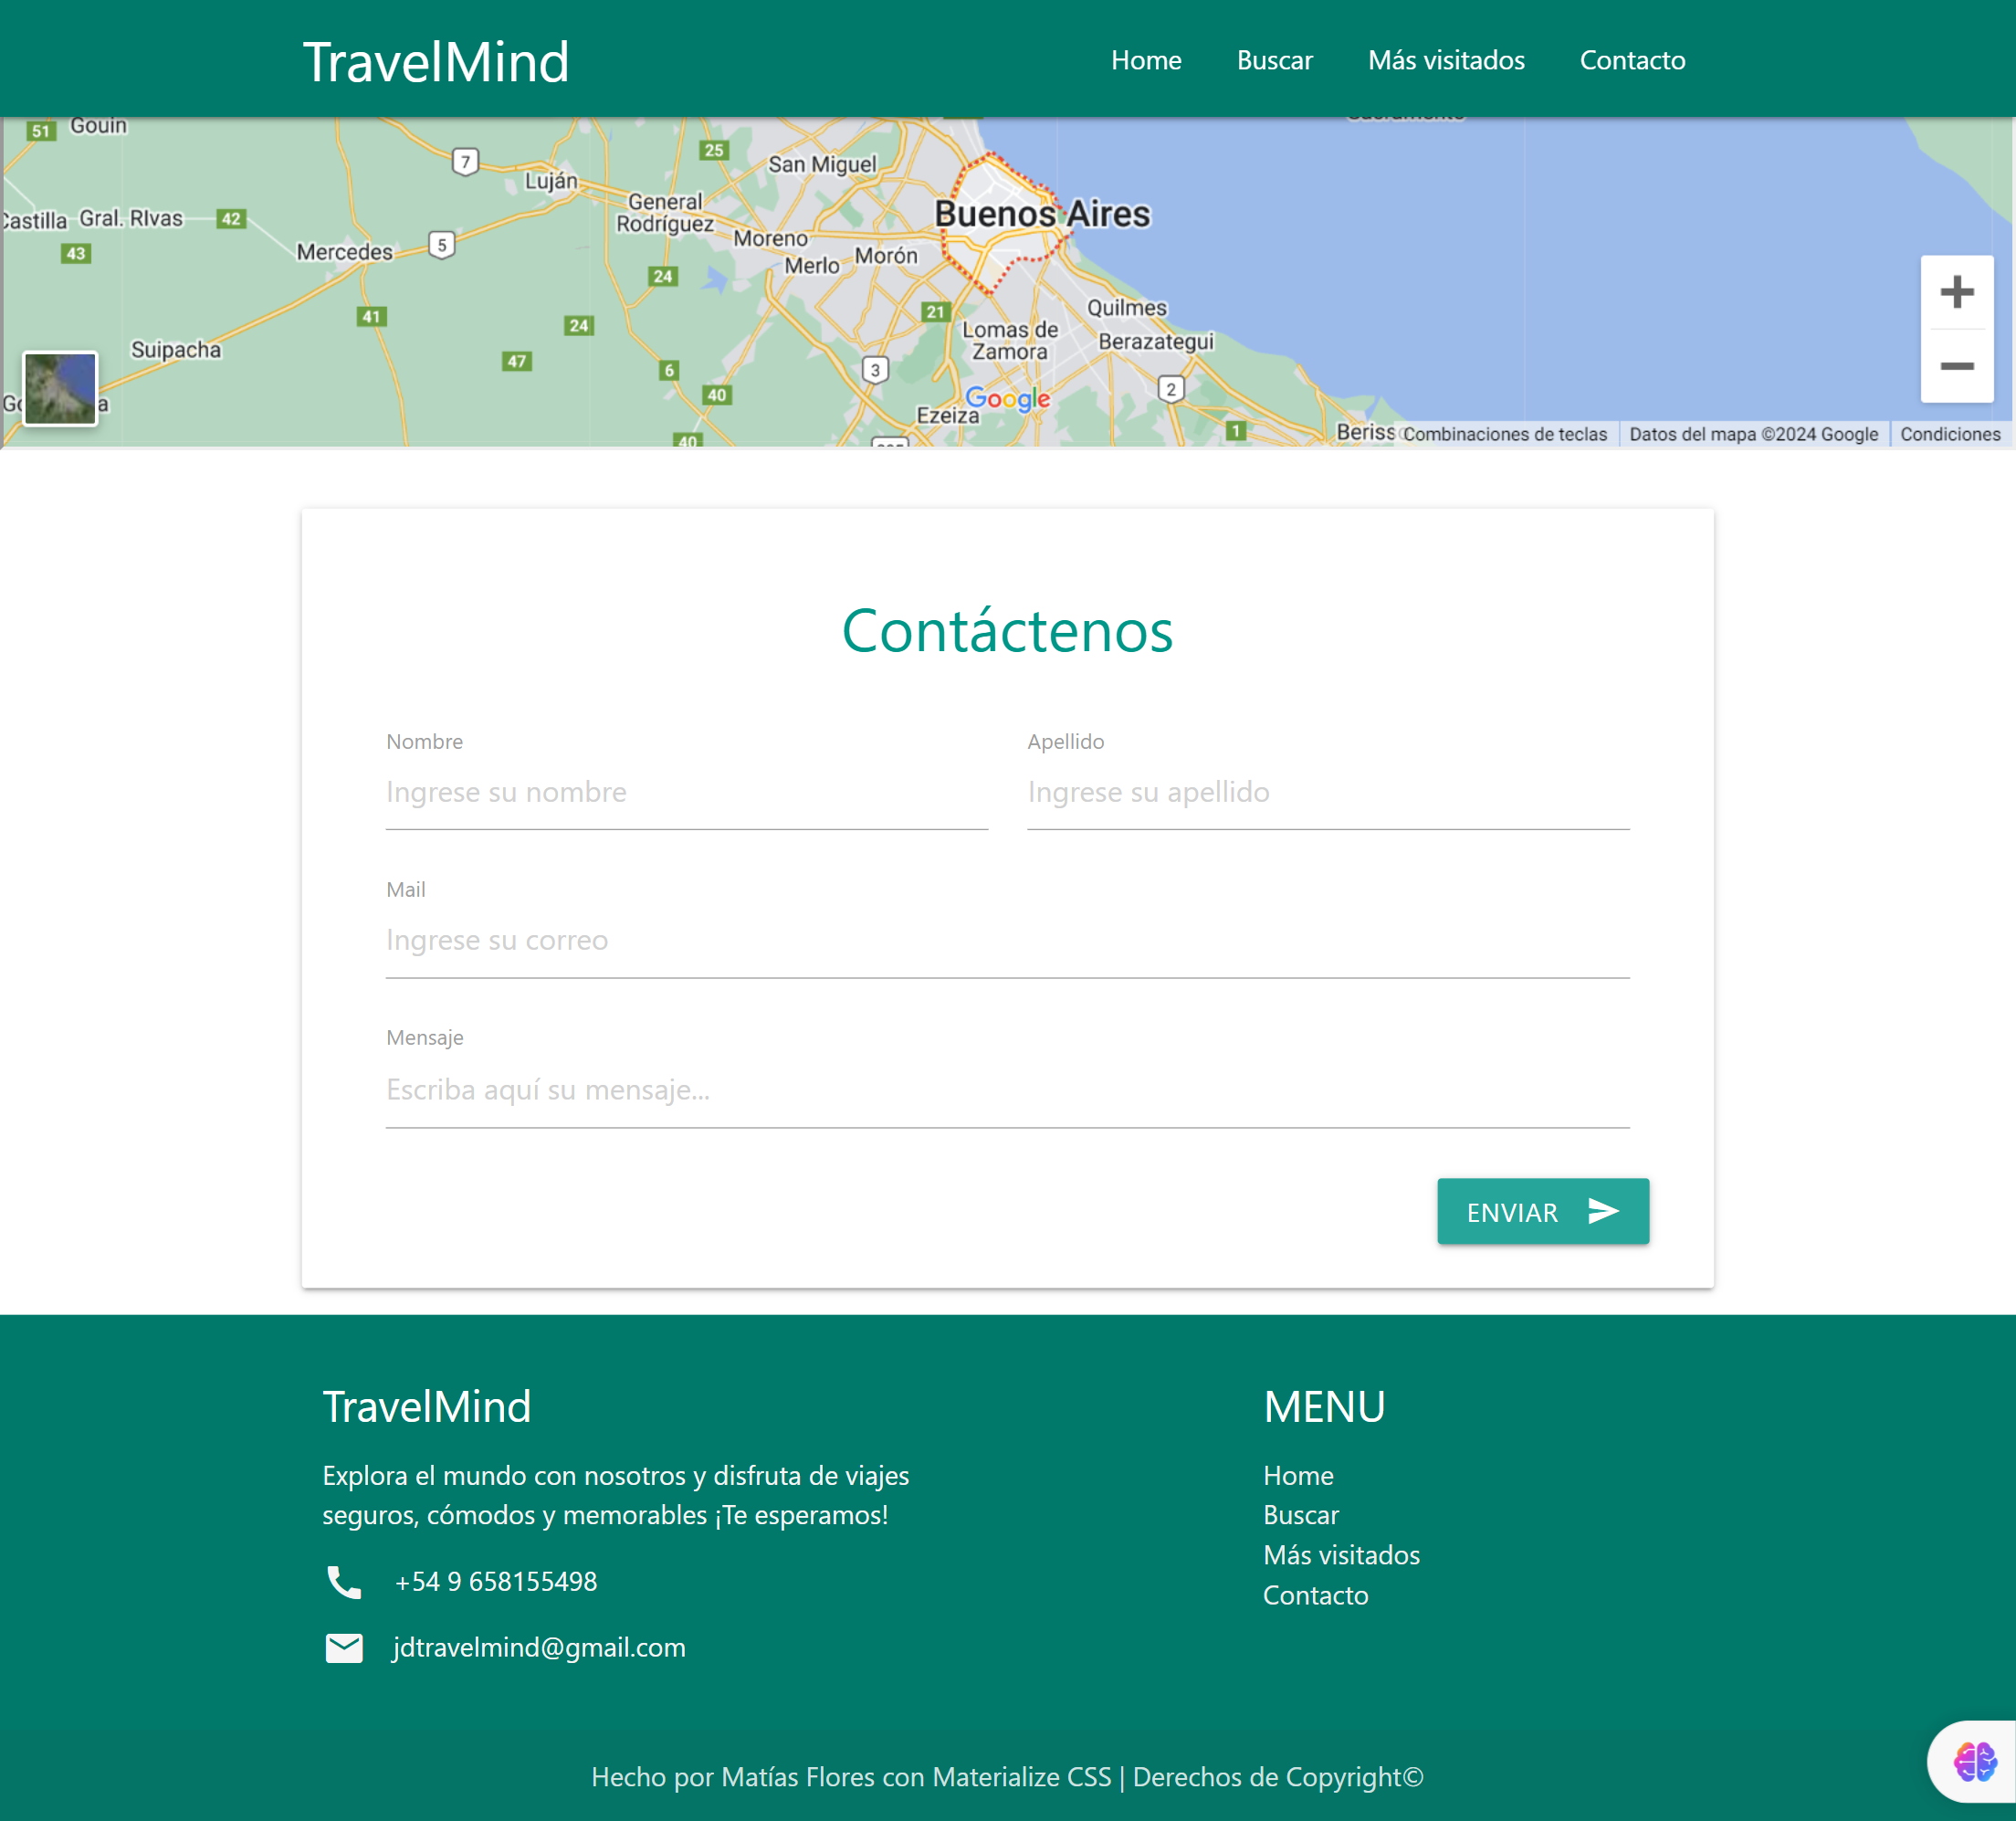 TravelMind
Home Buscar Más visitados Contacto
51 Gouin
7
25
San Miguel
Luján
General
Rodríguez
Castilla Gral. RIvas 42
Buenos Aires
43
Mercedes
5
Moreno
Merlo Morón
24
41
24
21
Quilmes
Lomas de
Zamora
Berazategui
Suipacha
47
6
3
40
2
Google
Ezeiza
40
1
Combinaciones de teclas Datos del mapa ©2024 Google Condiciones
Contáctenos
Nombre Apellido
Ingrese su nombre Ingrese su apellido
Mail
Ingrese su correo
Mensaje
Escriba aquí su mensaje...
ENVIAR
TravelMind
Explora el mundo con nosotros y disfruta de viajes
seguros, cómodos y memorables ¡Te esperamos!
+54 9 658155498
jdtravelmind@gmail.com
MENU
Home
Buscar
Más visitados
Contacto
Hecho por Matías Flores con Materialize CSS | Derechos de Copyright©